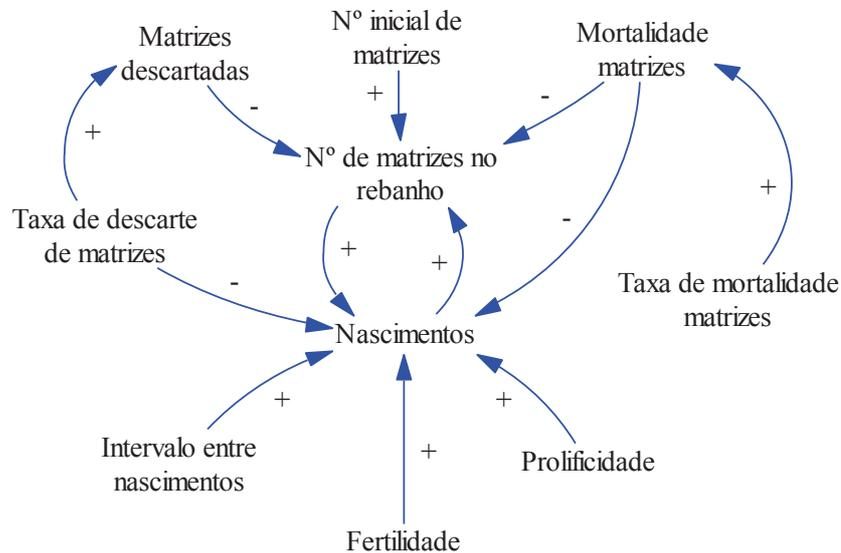 Matrizes
descartadas
Nº inicial de
matrizes
Mortalidade
matrizes
-
+
-
+
Nº de matrizes no
rebanho
+
Taxa de descarte
de matrizes
-
+
+
-
Taxa de mortalidade
matrizes
Nascimentos
+
+
Intervalo entre
nascimentos
+
Prolificidade
Fertilidade